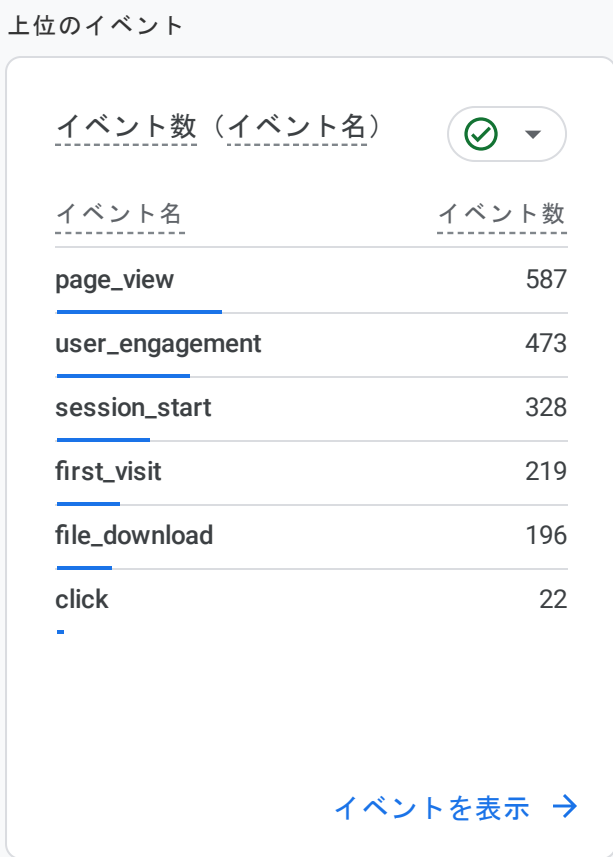 上位のイベント
イベント数（イベント名）
イベント名 イベント数
page_view 587
user_engagement 473
session_start 328
first_visit 219
file_download 196
click 22
イベントを表示